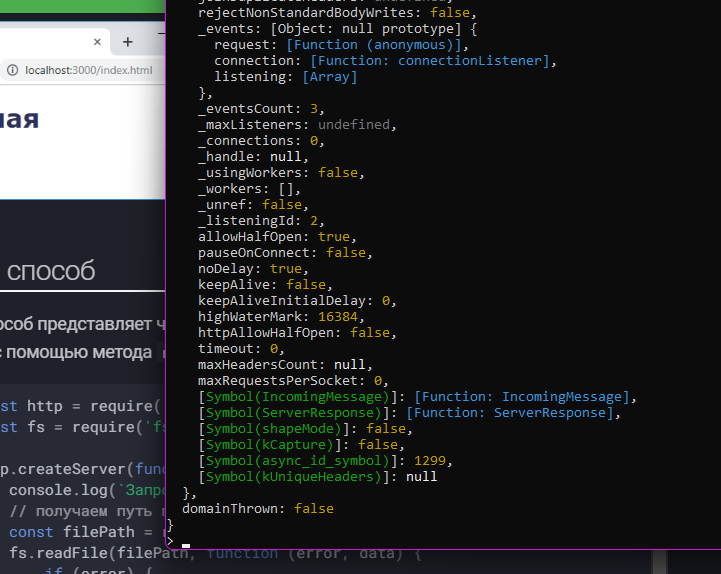 rejectNonStandardBodyWrites: false,
_events: [Object: null prototype] {
request: [Function (anonymous)],
connection: [Function: connectionListener],
listening: [Array]
},
_eventsCount: 3,
_maxListeners: undefined,
_connections: 0,
_handle: null,
_usingWorkers: false,
_workers: [],
_unref: false,
_listeningId: 2,
allowHalfOpen: true,
pauseOnConnect: false,
noDelay: true,
keepAlive: false,
keepAliveInitialDelay: 0,
highWaterMark: 16384,
httpAllowHalfOpen: false,
timeout: 0,
maxHeadersCount: null,
maxRequestsPerSocket: 0,
[Symbol(IncomingMessage)]: [Function: IncomingMessage],
[Symbol(ServerResponse)]: [Function: ServerResponse],
[Symbol(shapeMode)]: false,
[Symbol(kCapture)]: false,
[Symbol(async_id_symbol)]: 1299,
[Symbol(kUniqueHeaders)]: null
},
domainThrown: false
}
>
localhost:3000/index.html
ная
способ
особ представляет ч
с помощью метода
st http = require(
st fs = require('fs
p.createServer(func
console.log(`Запро
// получаем путь п
const filePath = r
fs.readFile(filePath, function (error, data) {
if (error) {